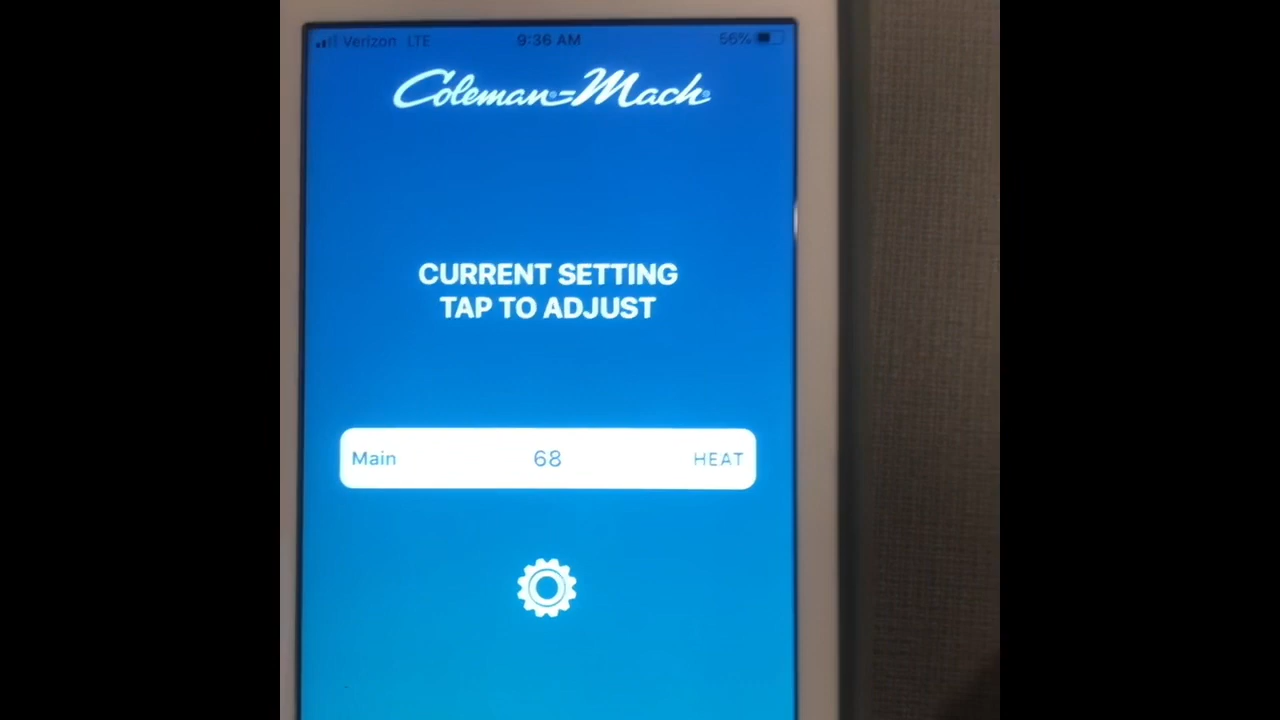 Verizon LTE 9:36 AM 56%
Coleman®-Mach®
CURRENT SETTING
TAP TO ADJUST
Main 68 HEAT